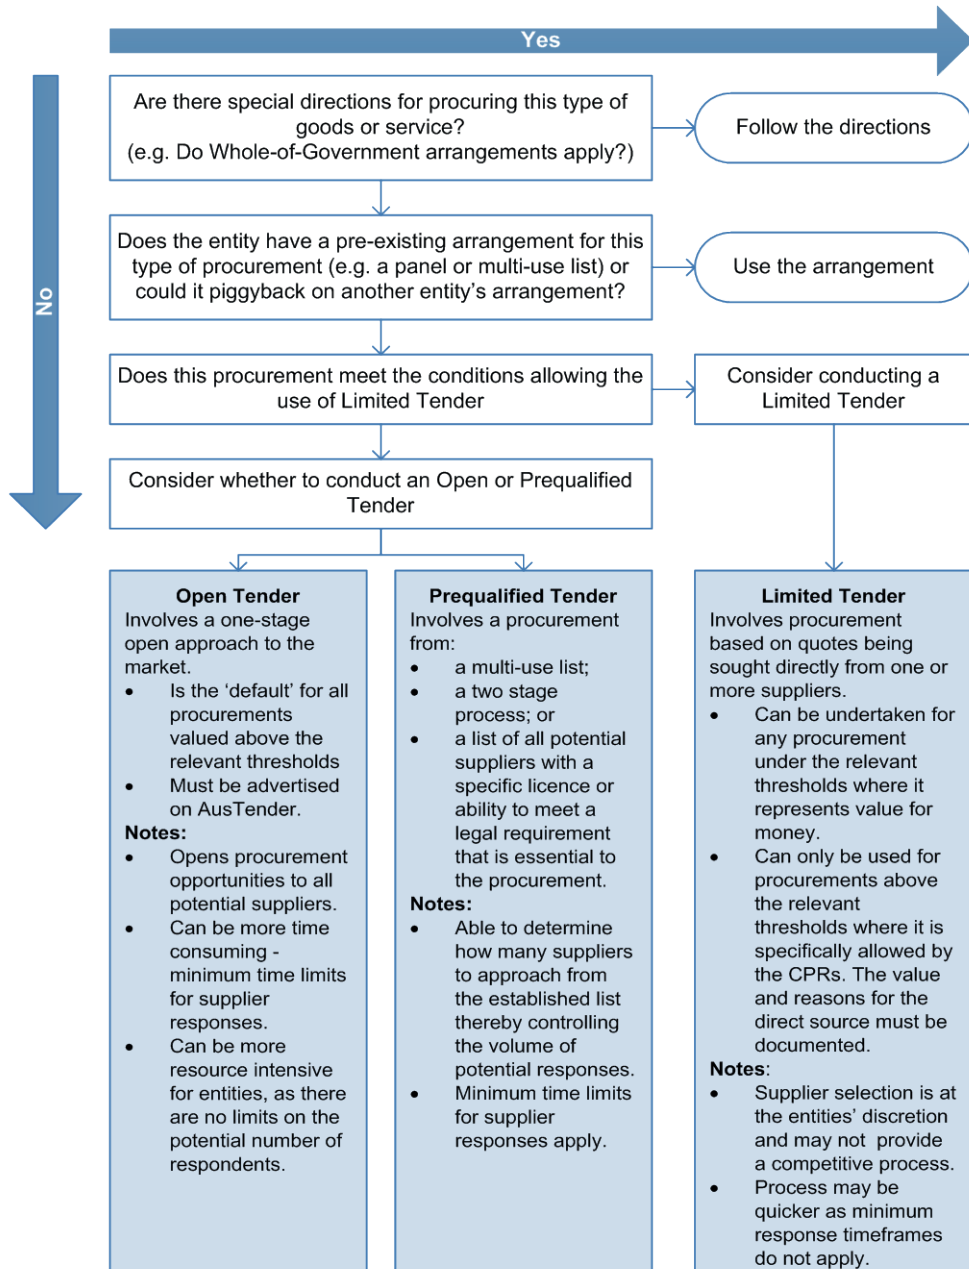 Yes
No
Are there special directions for procuring this type of
goods or service?
(e.g. Do Whole-of-Government arrangements apply?)
Follow the directions
Does the entity have a pre-existing arrangement for this
type of procurement (e.g. a panel or multi-use list) or
could it piggyback on another entity's arrangement?
Use the arrangement
Does this procurement meet the conditions allowing the
use of Limited Tender
Consider conducting a
Limited Tender
Consider whether to conduct an Open or Prequalified
Tender
Open Tender
Involves a one-stage
open approach to the
market.
• Is the 'default' for all
procurements
valued above the
relevant thresholds
• Must be advertised
on AusTender.
Notes:
• Opens procurement
opportunities to all
potential suppliers.
• Can be more time
consuming -
minimum time limits
for supplier
responses.
• Can be more
resource intensive
for entities, as there
are no limits on the
potential number of
respondents.
Prequalified Tender
Involves a procurement
from:
• a multi-use list;
• a two stage
process; or
• a list of all potential
suppliers with a
specific licence or
ability to meet a
legal requirement
that is essential to
the procurement.
Notes:
• Able to determine
how many suppliers
to approach from
the established list
thereby controlling
the volume of
potential responses.
• Minimum time limits
for supplier
responses apply.
Limited Tender
Involves procurement
based on quotes being
sought directly from one or
more suppliers.
• Can be undertaken for
any procurement
under the relevant
thresholds where it
represents value for
money.
• Can only be used for
procurements above
the relevant
thresholds where it is
specifically allowed by
the CPRs. The value
and reasons for the
direct source must be
documented.
Notes:
• Supplier selection is at
the entities' discretion
and may not provide
a competitive process.
• Process may be
quicker as minimum
response timeframes
do not apply.